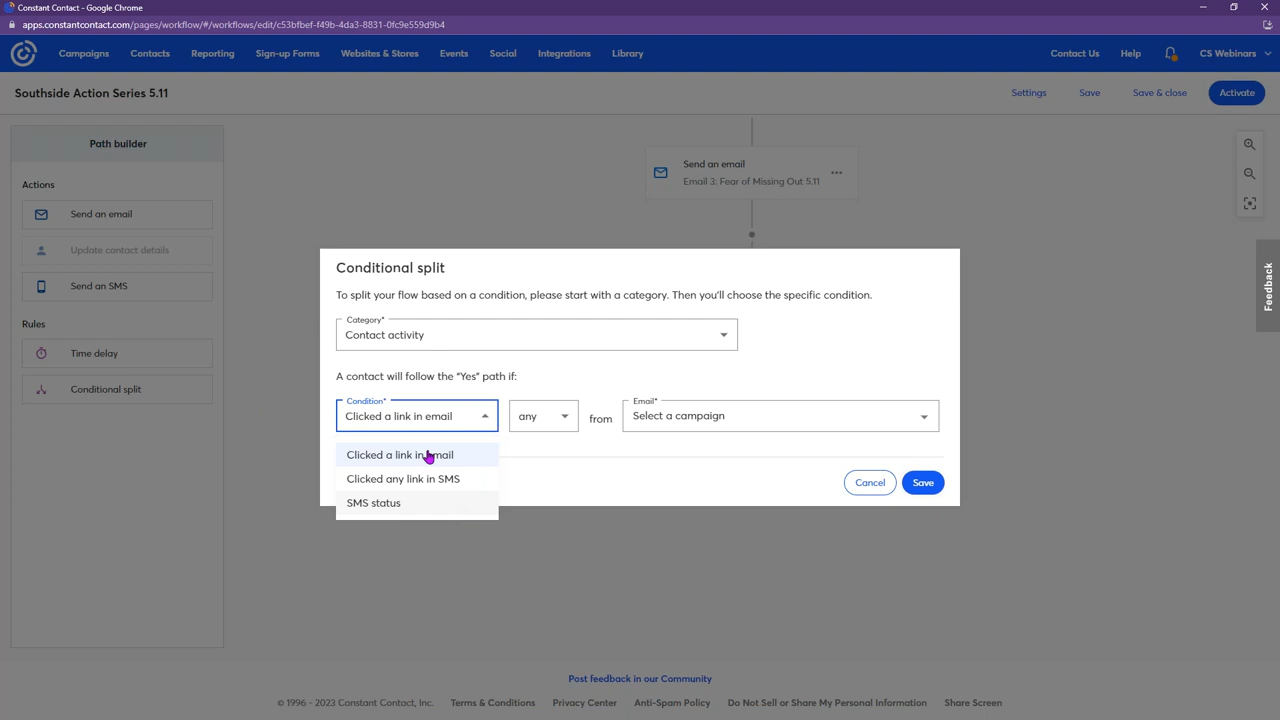 Constant Contact - Google Chrome
apps.constantcontact.com/pages/workflow/#/workflows/edit/c53bfbef-f49b-4da3-8831-0fc9e559d9b4
Campaigns Contacts Reporting Sign-up Forms Websites & Stores Events Social Integrations Library Contact Us Help CS Webinars
Southside Action Series 5.11 Settings Save Save & close Activate
Path builder
Actions
Send an email
Update contact details
Send an SMS
Rules
Time delay
Conditional split
Send an email
Email 3: Fear of Missing Out 5.11
Conditional split
To split your flow based on a condition, please start with a category. Then you'll choose the specific condition.
Category*
Contact activity
A contact will follow the "Yes" path if:
Condition* Email*
Clicked a link in email any from Select a campaign
Clicked a link in email
Clicked any link in SMS
SMS status
Cancel Save
Feedback
Post feedback in our Community
© 1996 - 2023 Constant Contact, Inc. Terms & Conditions Privacy Center Anti-Spam Policy Do Not Sell or Share My Personal Information Share Screen